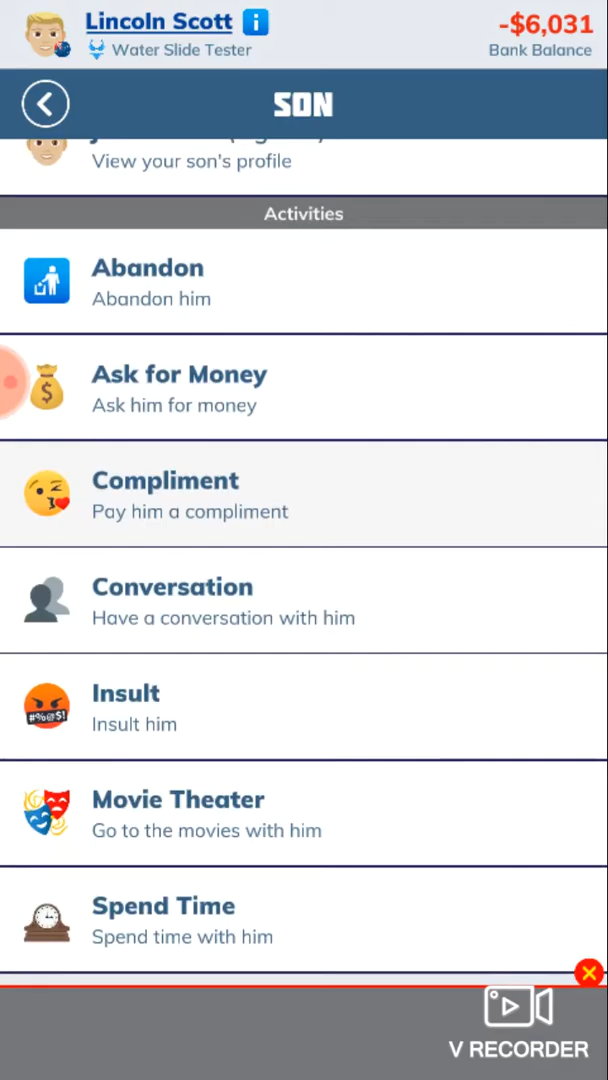 Lincoln Scott
-$6,031
Water Slide Tester
Bank Balance
SON
View your son's profile
Activities
Abandon
Abandon him
Ask for Money
Ask him for money
Compliment
Pay him a compliment
Conversation
Have a conversation with him
#%@$!
Insult
Insult him
Movie Theater
Go to the movies with him
Spend Time
Spend time with him
V RECORDER